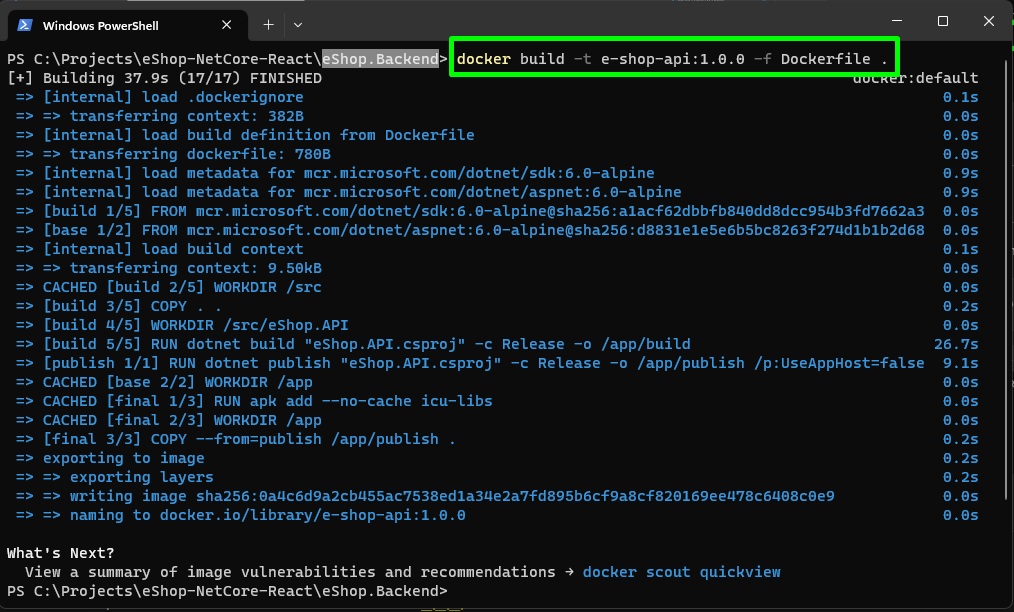 Windows PowerShell
PS C:\Projects\eShop-NetCore-React\eShop.Backend> docker build -t e-shop-api:1.0.0 -f Dockerfile .
[+] Building 37.9s (17/17) FINISHED docker:default
=> [internal] load .dockerignore 0.1s
=> => transferring context: 382B 0.0s
=> [internal] load build definition from Dockerfile 0.0s
=> => transferring dockerfile: 780B 0.0s
=> [internal] load metadata for mcr.microsoft.com/dotnet/sdk:6.0-alpine 0.9s
=> [internal] load metadata for mcr.microsoft.com/dotnet/aspnet:6.0-alpine 0.9s
=> [build 1/5] FROM mcr.microsoft.com/dotnet/sdk:6.0-alpine@sha256:a1acf62dbbfb840dd8dcc954b3fd7662a3 0.0s
=> [base 1/2] FROM mcr.microsoft.com/dotnet/aspnet:6.0-alpine@sha256:d8831e1e5e6b5bc8263f274d1b1b2d68 0.0s
=> [internal] load build context 0.1s
=> => transferring context: 9.50kB 0.0s
=> CACHED [build 2/5] WORKDIR /src 0.0s
=> [build 3/5] COPY . . 0.2s
=> [build 4/5] WORKDIR /src/eShop.API 0.0s
=> [build 5/5] RUN dotnet build "eShop.API.csproj" -c Release -o /app/build 26.7s
=> [publish 1/1] RUN dotnet publish "eShop.API.csproj" -c Release -o /app/publish /p:UseAppHost=false 9.1s
=> CACHED [base 2/2] WORKDIR /app 0.0s
=> CACHED [final 1/3] RUN apk add --no-cache icu-libs 0.0s
=> CACHED [final 2/3] WORKDIR /app 0.0s
=> [final 3/3] COPY --from=publish /app/publish . 0.2s
=> exporting to image 0.2s
=> => exporting layers 0.2s
=> => writing image sha256:0a4c6d9a2cb455ac7538ed1a34e2a7fd895b6cf9a8cf820169ee478c6408c0e9 0.0s
=> => naming to docker.io/library/e-shop-api:1.0.0 0.0s
What's Next?
View a summary of image vulnerabilities and recommendations → docker scout quickview
PS C:\Projects\eShop-NetCore-React\eShop.Backend>